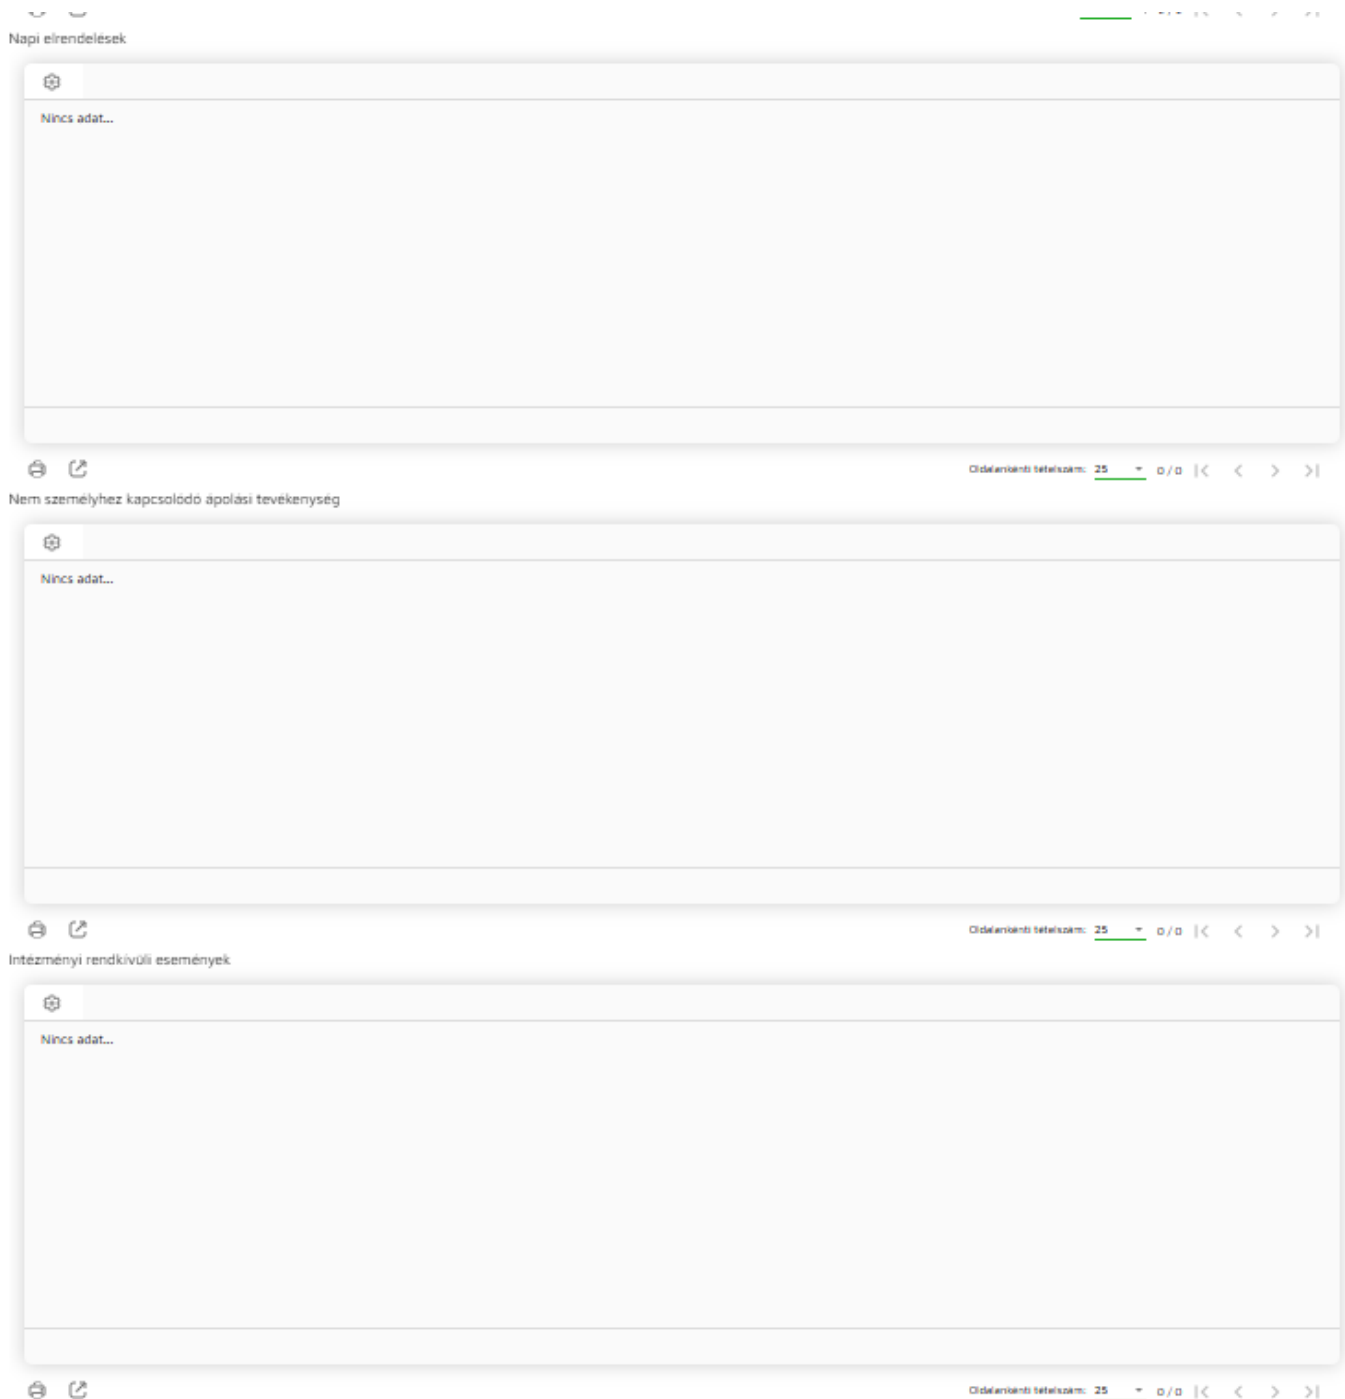 Napi elrendelések
Nincs adat...
Oldalankénti tételszám: 25 0 / 0
Nem személyhez kapcsolódó ápolási tevékenység
Nincs adat...
Oldalankénti tételszám: 25 0 / 0
Intézményi rendkívüli események
Nincs adat...
Oldalankénti tételszám: 25 0 / 0